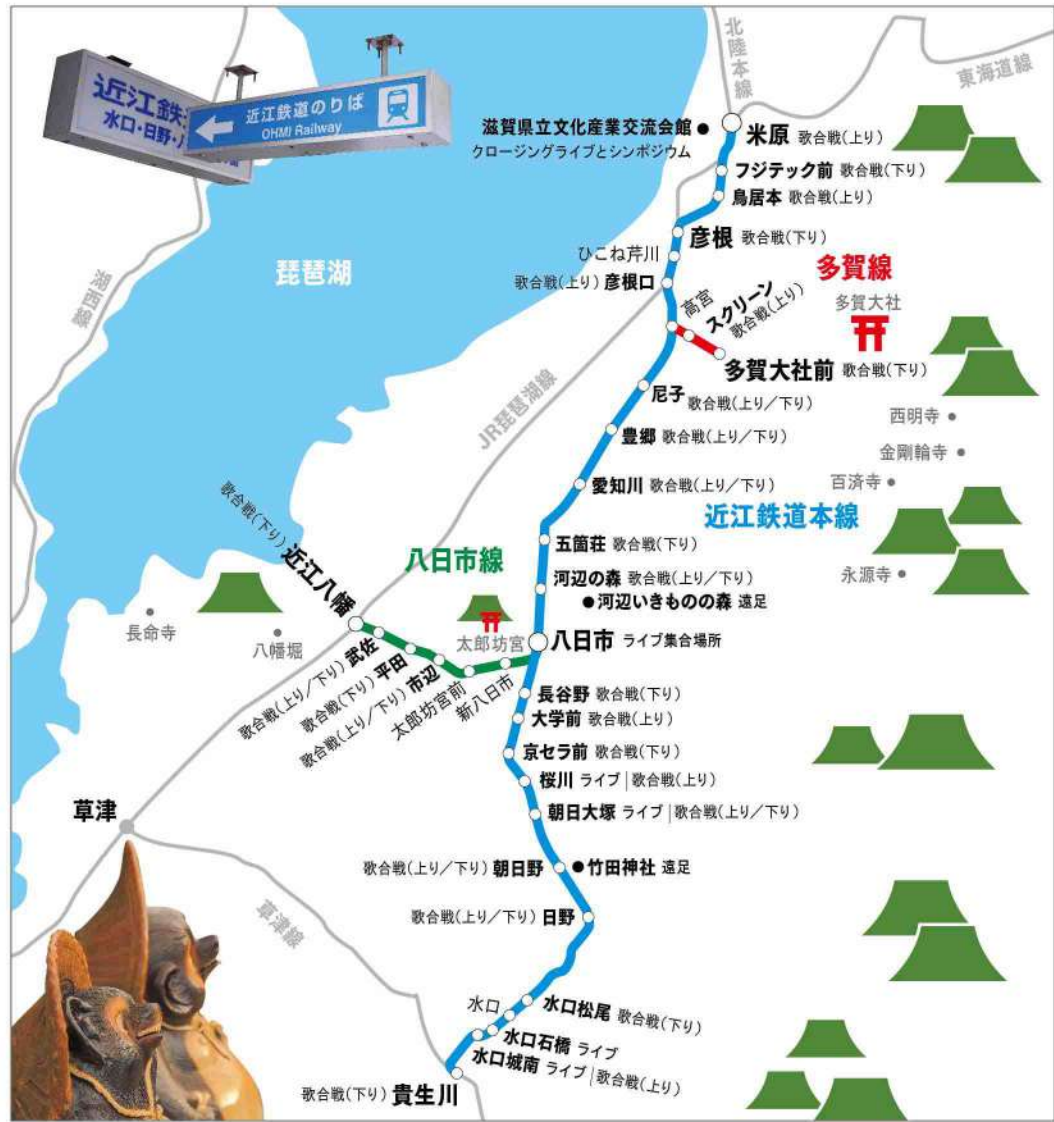 近江鉄道
水口・日野・八
近江鉄道のりば
OHMI Railway
北陸本線
東海道線
滋賀県立文化産業交流会館
クロージングライブとシンポジウム
米原 歌合戦(上り)
フジテック前 歌合戦(下り)
鳥居本 歌合戦(上り)
彦根 歌合戦(下り)
ひこね芹川
歌合戦(上り) 彦根口
琵琶湖
湖西線
多賀線
多賀大社
高宮
スクリーン
歌合戦(上り)
多賀大社前 歌合戦(下り)
尼子 歌合戦(上り/下り)
JR琵琶湖線
豊郷 歌合戦(上り/下り)
西明寺
金剛輪寺
愛知川 歌合戦(上り/下り)
百済寺
近江鉄道本線
五箇荘 歌合戦(下り)
永源寺
河辺の森 歌合戦(上り/下り)
河辺いきものの森 遠足
八日市線
歌合戦(下り) 近江八幡
長命寺
八幡堀
太郎坊宮
八日市 ライブ集合場所
歌合戦(上り/下り) 武佐
歌合戦(下り) 平田
歌合戦(上り/下り) 市辺
太郎坊宮前
新八日市
長谷野 歌合戦(下り)
大学前 歌合戦(上り)
京セラ前 歌合戦(下り)
桜川 ライブ|歌合戦(上り)
朝日大塚 ライブ|歌合戦(上り/下り)
草津
歌合戦(上り/下り) 朝日野
竹田神社 遠足
草津線
歌合戦(上り/下り) 日野
水口
水口松尾 歌合戦(下り)
水口石橋 ライブ
水口城南 ライブ|歌合戦(上り)
歌合戦(下り) 貴生川